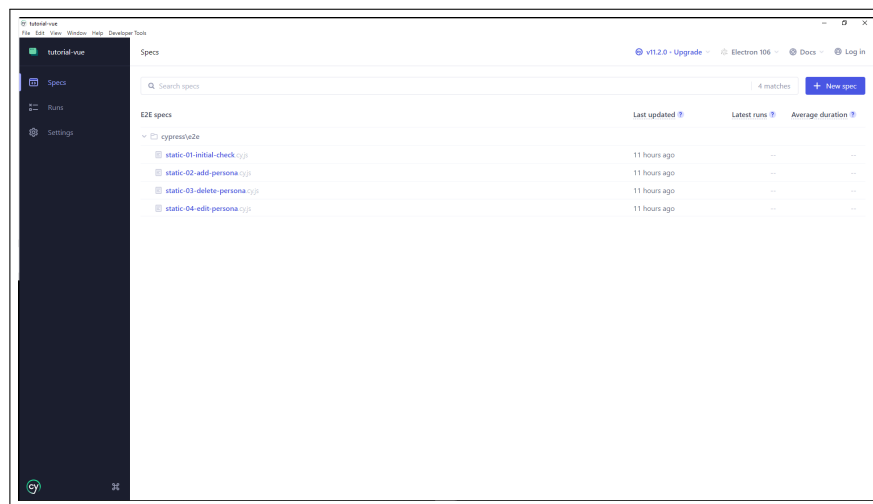 tutorial-vue
File Edit View Window Help Developer Tools
tutorial-vue
Specs
v11.2.0 • Upgrade
Electron 106
Docs
Log in
Specs
Runs
Settings
Search specs
4 matches
+ New spec
E2E specs
Last updated ?
Latest runs ?
Average duration ?
cypress\e2e
static-01-initial-check.cy.js
11 hours ago
--
--
static-02-add-persona.cy.js
11 hours ago
--
--
static-03-delete-persona.cy.js
11 hours ago
--
--
static-04-edit-persona.cy.js
11 hours ago
--
--
cy